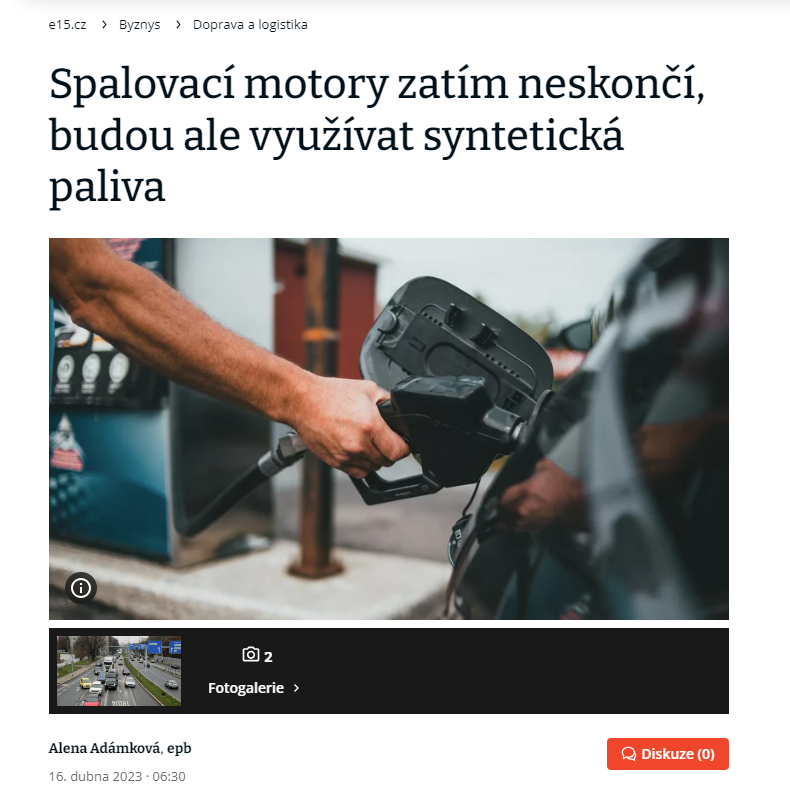 e15.cz > Byznys > Doprava a logistika
Spalovací motory zatím neskončí,
budou ale využívat syntetická
paliva
2
Fotogalerie >
Alena Adámková, epb
Diskuze (0)
16. dubna 2023 · 06:30